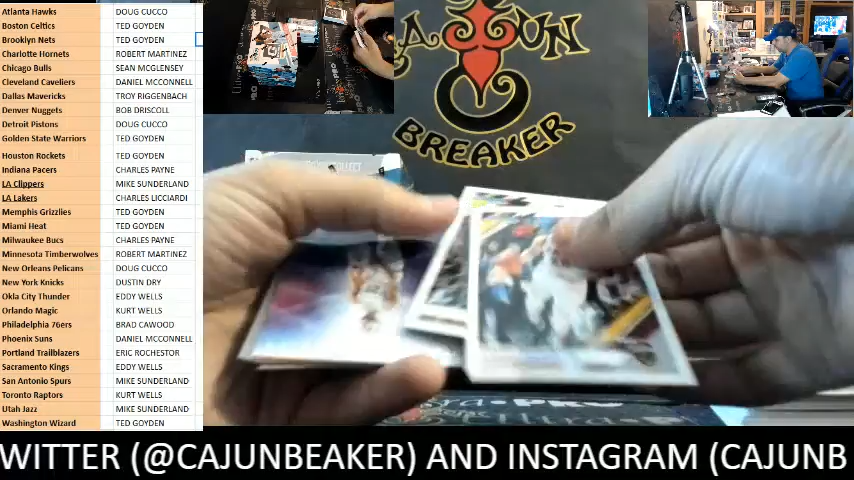 Atlanta Hawks DOUG CUCCO
Boston Celtics TED GOYDEN
Brooklyn Nets TED GOYDEN
Charlotte Hornets ROBERT MARTINEZ
Chicago Bulls SEAN MCGLENSEY
Cleveland Caveliers DANIEL MCCONNELL
Dallas Mavericks TROY RIGGENBACH
Denver Nuggets BOB DRISCOLL
Detroit Pistons DOUG CUCCO
Golden State Warriors TED GOYDEN
Houston Rockets TED GOYDEN
Indiana Pacers CHARLES PAYNE
LA Clippers MIKE SUNDERLAND
LA Lakers CHARLES LICCIARDI
Memphis Grizzlies TED GOYDEN
Miami Heat TED GOYDEN
Milwaukee Bucs CHARLES PAYNE
Minnesota Timberwolves ROBERT MARTINEZ
New Orleans Pelicans DOUG CUCCO
New York Knicks DUSTIN DRY
Okla City Thunder EDDY WELLS
Orlando Magic KURT WELLS
Philadelphia 76ers BRAD CAWOOD
Phoenix Suns DANIEL MCCONNELL
Portland Trailblazers ERIC ROCHESTOR
Sacramento Kings EDDY WELLS
San Antonio Spurs MIKE SUNDERLAND
Toronto Raptors KURT WELLS
Utah Jazz MIKE SUNDERLAND
Washington Wizard TED GOYDEN
BREAKER
WITTER (@CAJUNBEAKER) AND INSTAGRAM (CAJUNB